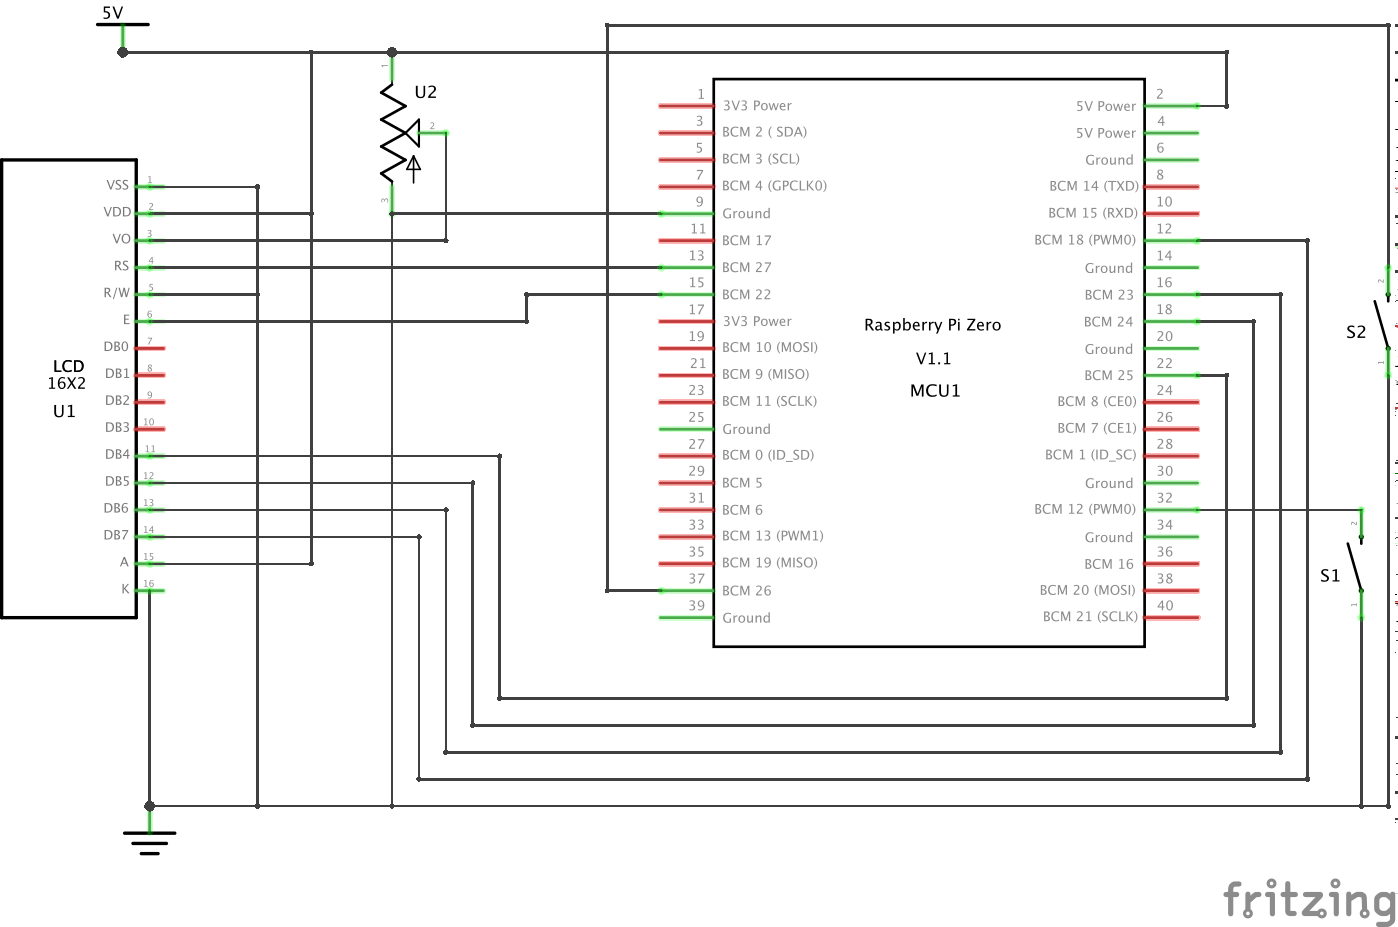 5V
U2
1
2
3
LCD
16X2
U1
VSS 1
VDD 2
VO 3
RS 4
R/W 5
E 6
DB0 7
DB1 8
DB2 9
DB3 10
DB4 11
DB5 12
DB6 13
DB7 14
A 15
K 16
Raspberry Pi Zero
V1.1
MCU1
1 3V3 Power
3 BCM 2 ( SDA)
5 BCM 3 (SCL)
7 BCM 4 (GPCLK0)
9 Ground
11 BCM 17
13 BCM 27
15 BCM 22
17 3V3 Power
19 BCM 10 (MOSI)
21 BCM 9 (MISO)
23 BCM 11 (SCLK)
25 Ground
27 BCM 0 (ID_SD)
29 BCM 5
31 BCM 6
33 BCM 13 (PWM1)
35 BCM 19 (MISO)
37 BCM 26
39 Ground
5V Power 2
5V Power 4
Ground 6
BCM 14 (TXD) 8
BCM 15 (RXD) 10
BCM 18 (PWM0) 12
Ground 14
BCM 23 16
BCM 24 18
Ground 20
BCM 25 22
BCM 8 (CE0) 24
BCM 7 (CE1) 26
BCM 1 (ID_SC) 28
Ground 30
BCM 12 (PWM0) 32
Ground 34
BCM 16 36
BCM 20 (MOSI) 38
BCM 21 (SCLK) 40
2
S2
1
2
S1
1
fritzing